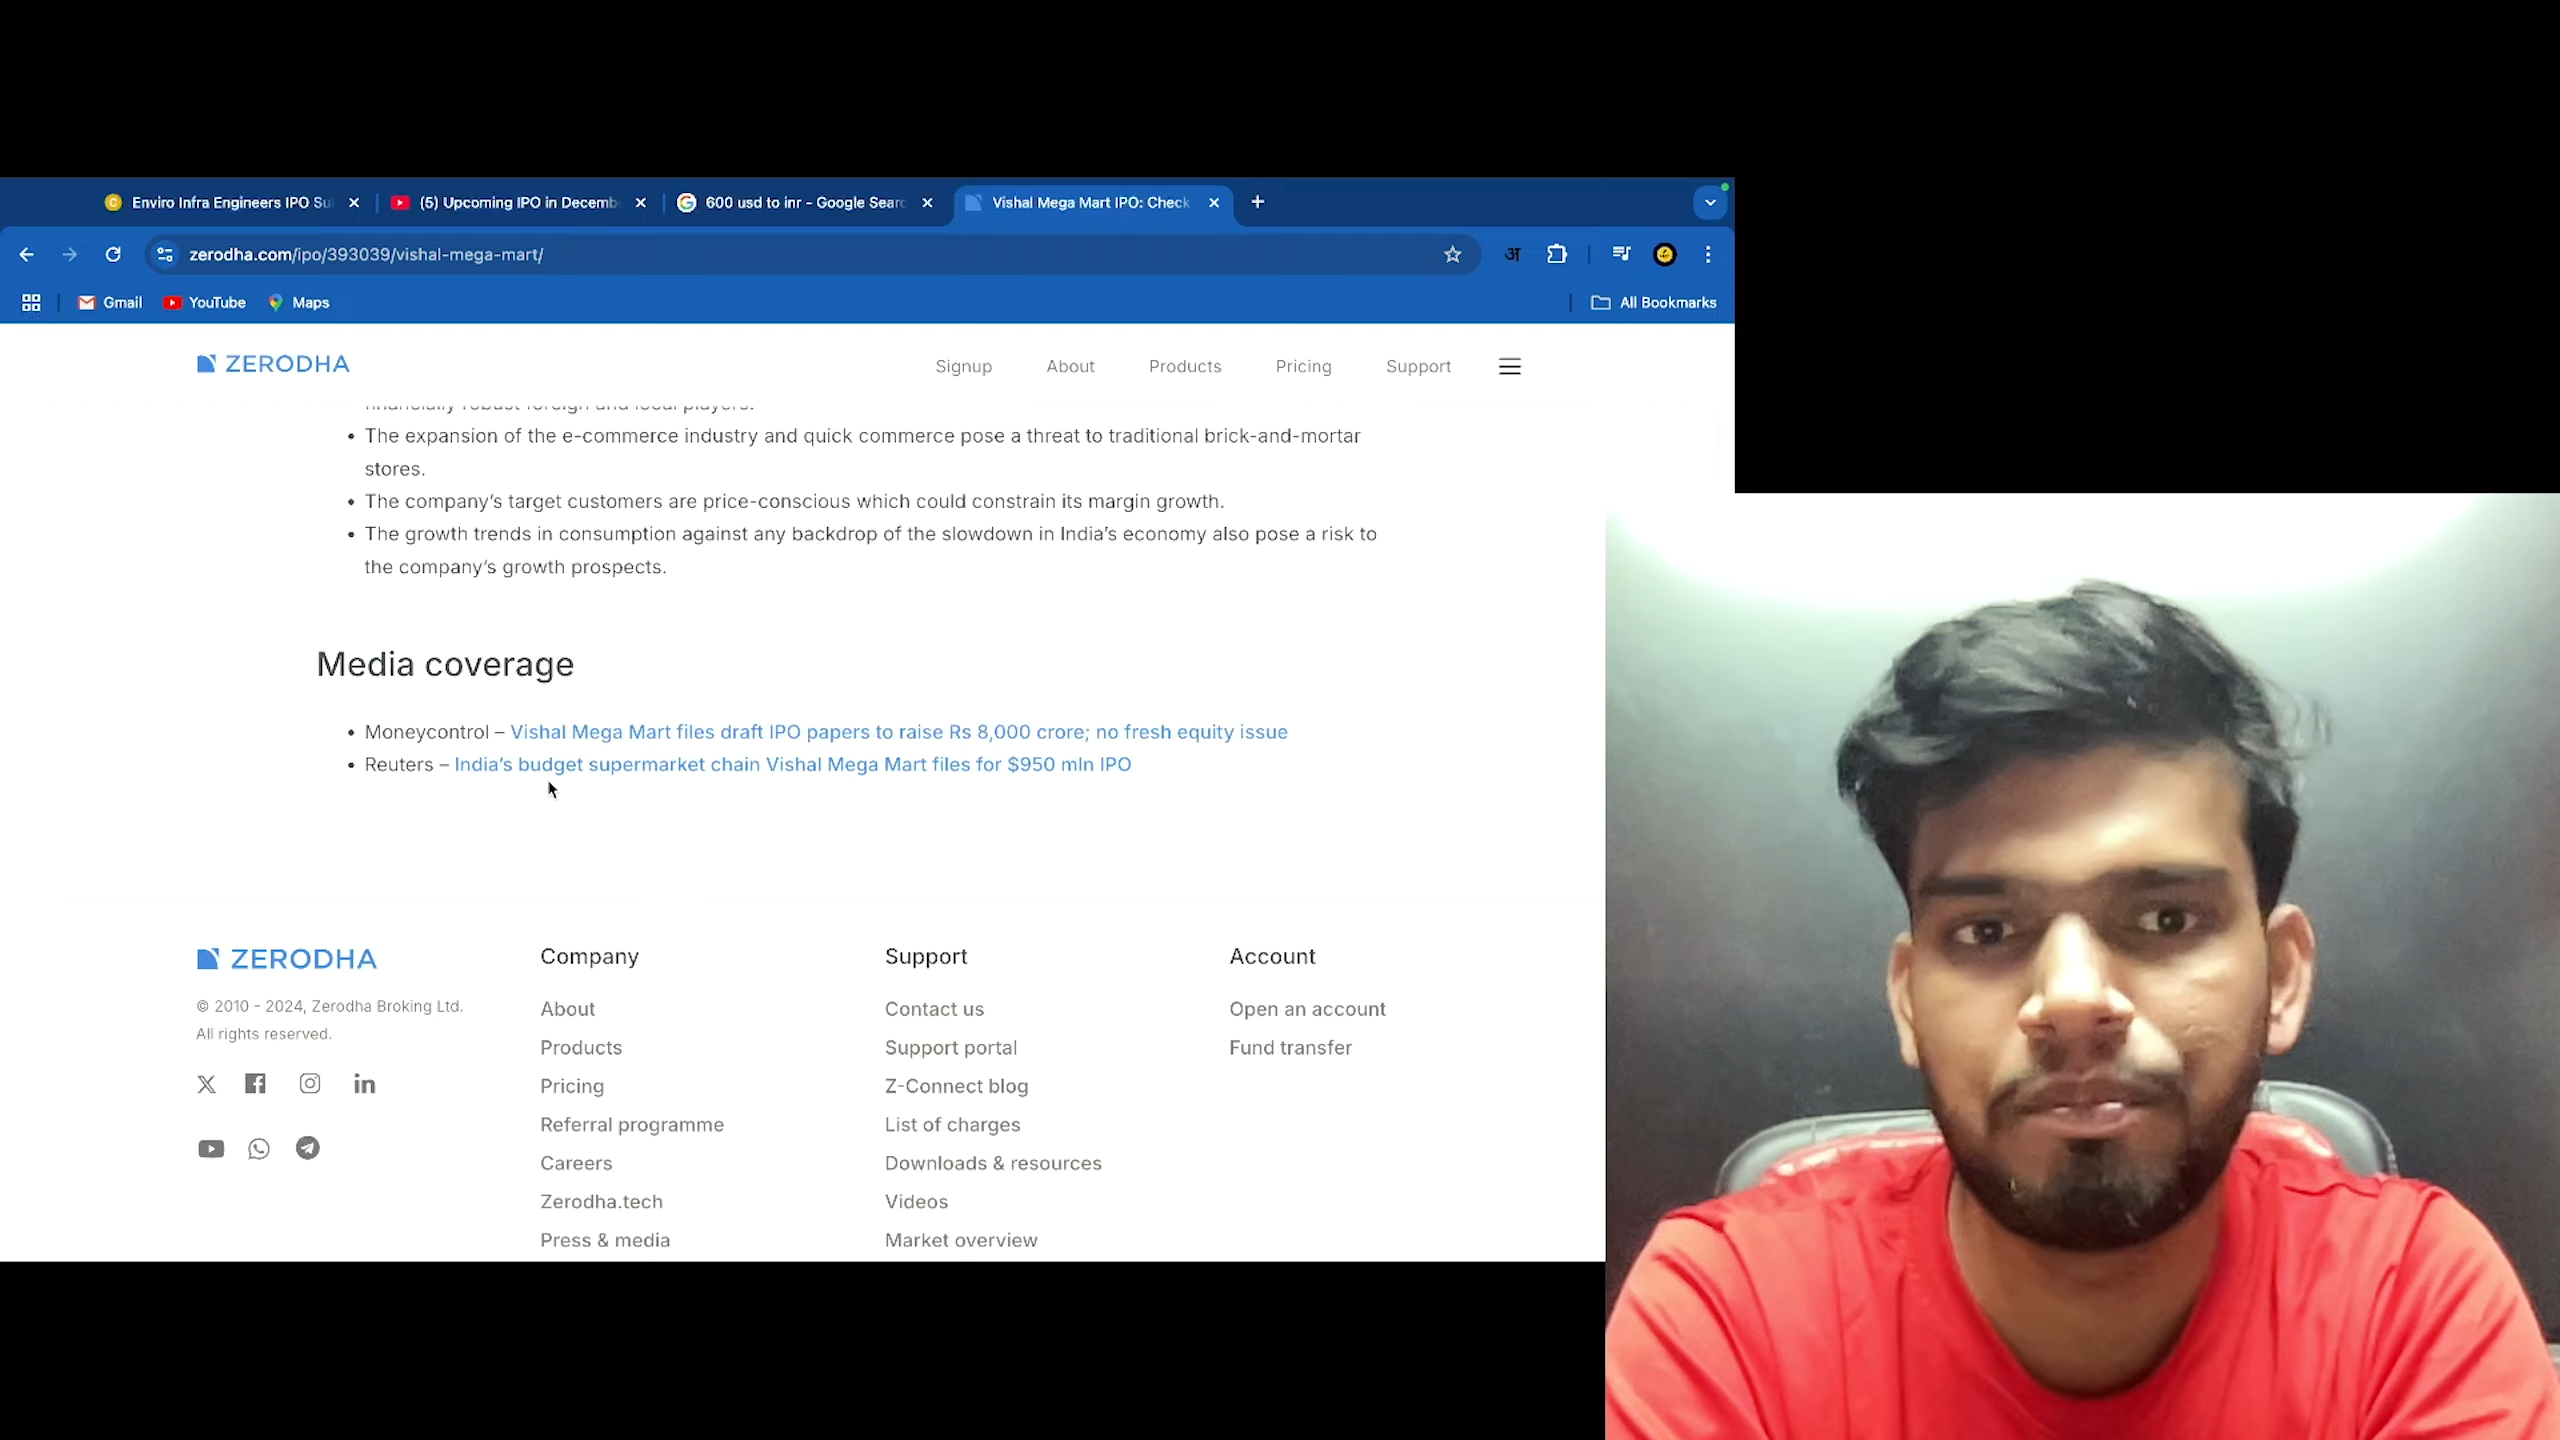 Enviro Infra Engineers IPO Su
(5) Upcoming IPO in Decemb
600 usd to inr - Google Searc
Vishal Mega Mart IPO: Check
zerodha.com/ipo/393039/vishal-mega-mart/
अ
Gmail
YouTube
Maps
All Bookmarks
ZERODHA
Signup
About
Products
Pricing
Support
financially robust foreign and local players.
• The expansion of the e-commerce industry and quick commerce pose a threat to traditional brick-and-mortar
stores.
• The company’s target customers are price-conscious which could constrain its margin growth.
• The growth trends in consumption against any backdrop of the slowdown in India’s economy also pose a risk to
the company’s growth prospects.
Media coverage
• Moneycontrol – Vishal Mega Mart files draft IPO papers to raise Rs 8,000 crore; no fresh equity issue
• Reuters – India’s budget supermarket chain Vishal Mega Mart files for $950 mln IPO
ZERODHA
© 2010 - 2024, Zerodha Broking Ltd.
All rights reserved.
Company
About
Products
Pricing
Referral programme
Careers
Zerodha.tech
Press & media
Support
Contact us
Support portal
Z-Connect blog
List of charges
Downloads & resources
Videos
Market overview
Account
Open an account
Fund transfer